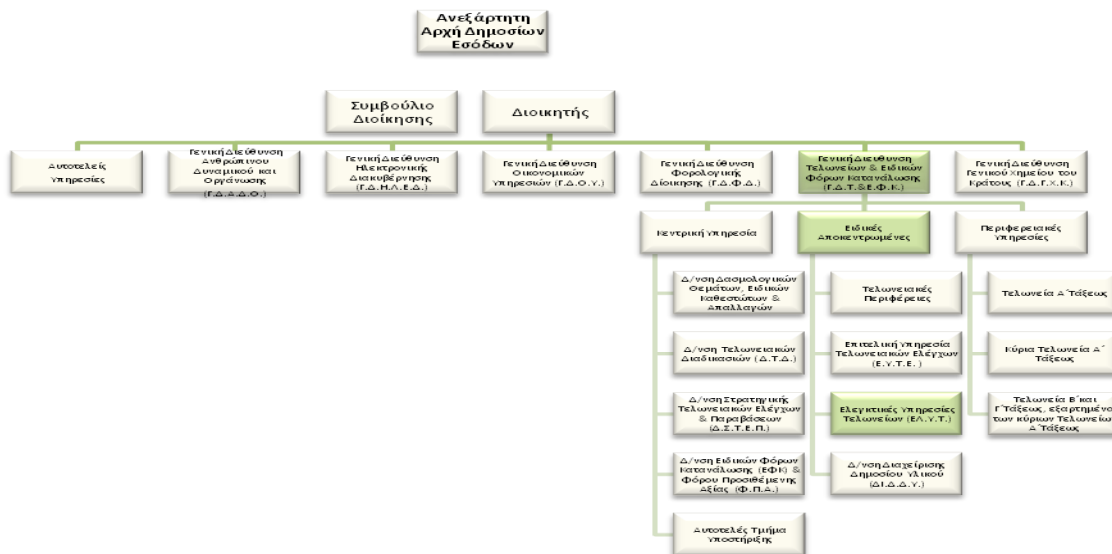 Ανεξάρτητη
Αρχή Δημοσίων
Εσόδων
Συμβούλιο
Διοίκησης
Διοικητής
Αυτοτελείς
Υπηρεσίες
Γενική Διεύθυνση
Ανθρώπινου
Δυναμικού και
Οργάνωσης
(Γ.Δ.Α.Δ.Ο.)
Γενική Διεύθυνση
Ηλεκτρονικής
Διακυβέρνησης
(Γ.Δ.ΗΛ.Ε.Δ.)
Γενική Διεύθυνση
Οικονομικών
Υπηρεσιών (Γ.Δ.Ο.Υ.)
Γενική Διεύθυνση
Φορολογικής
Διοίκησης (Γ.Δ.Φ.Δ.)
Γενική Διεύθυνση
Τελωνείων & Ειδικών
Φόρων Κατανάλωσης
(Γ.Δ.Τ.&Ε.Φ.Κ.)
Γενική Διεύθυνση
Γενικού Χημείου του
Κράτους (Γ.Δ.Γ.Χ.Κ.)
Κεντρική Υπηρεσία
Ειδικές
Αποκεντρωμένες
Περιφερειακές
Υπηρεσίες
Δ/νση Δασμολογικών
Θεμάτων, Ειδικών
Καθεστώτων &
Απαλλαγών
Δ/νση Τελωνειακών
Διαδικασιών (Δ.Τ.Δ.)
Δ/νση Στρατηγικής
Τελωνειακών Ελέγχων
& Παραβάσεων
(Δ.Σ.Τ.Ε.Π.)
Δ/νση Ειδικών Φόρων
Κατανάλωσης (ΕΦΚ) &
Φόρου Προσιθέμενης
Αξίας (Φ.Π.Α.)
Αυτοτελές Τμήμα
Υποστήριξης
Τελωνειακές
Περιφέρειες
Επιτελική Υπηρεσία
Τελωνειακών Ελέγχων
(Ε.Υ.Τ.Ε. )
Ελεγκτικές Υπηρεσίες
Τελωνείων (ΕΛ.Υ.Τ.)
Δ/νση Διαχείρισης
Δημοσίου Υλικού
(ΔΙ.Δ.Δ.Υ.)
Τελωνεία Α΄Τάξεως
Κύρια Τελωνεία Α΄
Τάξεως
Τελωνεία Β΄ και
Γ΄Τάξεως, εξαρτημένα
των κύριων Τελωνείων
Α΄Τάξεως